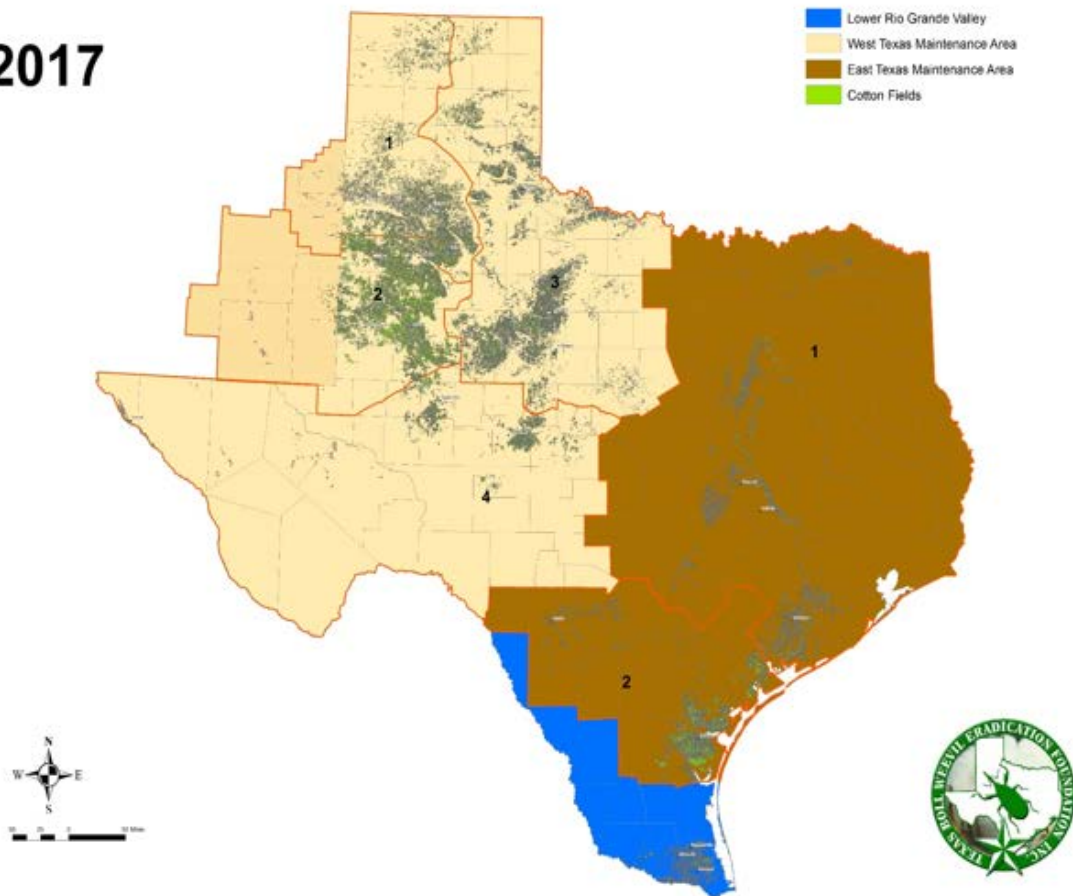 2017
Lower Rio Grande Valley
West Texas Maintenance Area
East Texas Maintenance Area
Cotton Fields
1
2
3
1
4
2
N
W E
S
TEXAS BOLL WEEVIL ERADICATION FOUNDATION INC.